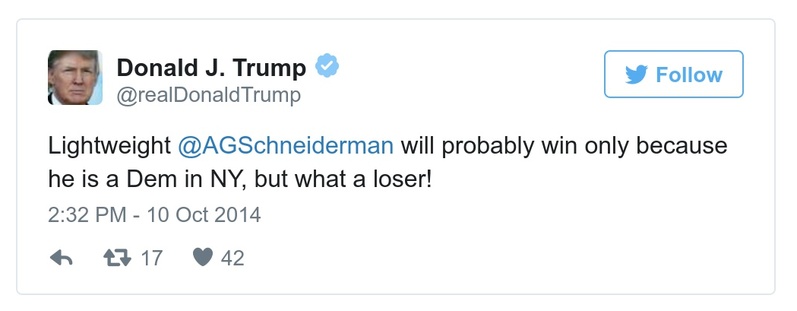 Donald J. Trump
@realDonaldTrump
Follow
Lightweight @AGSchneiderman will probably win only because
he is a Dem in NY, but what a loser!
2:32 PM - 10 Oct 2014
17 42